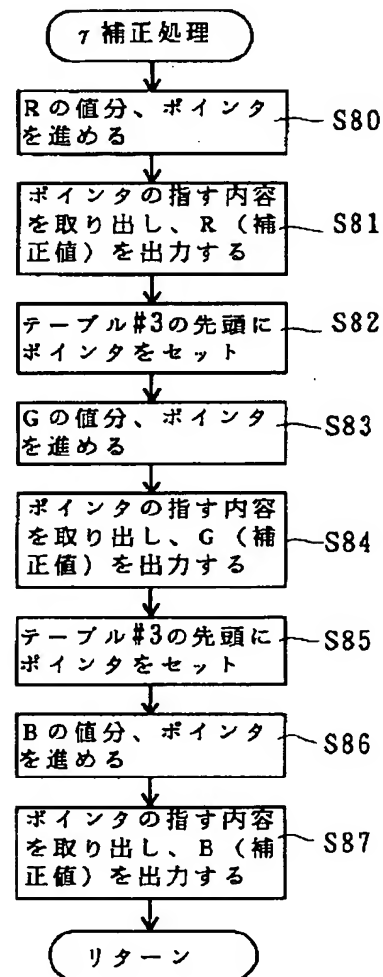 γ 補正処理
Rの値分、ポインタ
を進める
S80
ポインタの指す内容
を取り出し、R（補
正値）を出力する
S81
テーブル#3の先頭に
ポインタをセット
S82
Gの値分、ポインタ
を進める
S83
ポインタの指す内容
を取り出し、G（補
正値）を出力する
S84
テーブル#3の先頭に
ポインタをセット
S85
Bの値分、ポインタ
を進める
S86
ポインタの指す内容
を取り出し、B（補
正値）を出力する
S87
リターン